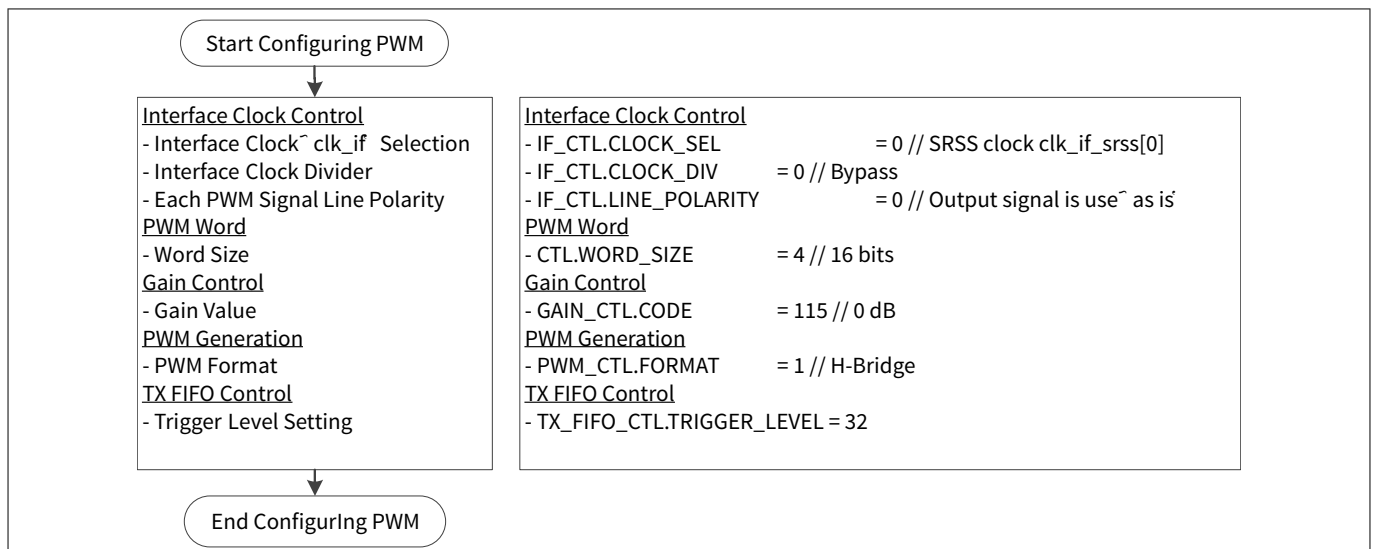 Start Configuring PWM
Interface Clock Control
- Interface Clockˆ clk_if Selection
- Interface Clock Divider
- Each PWM Signal Line Polarity
PWM Word
- Word Size
Gain Control
- Gain Value
PWM Generation
- PWM Format
TX FIFO Control
- Trigger Level Setting
Interface Clock Control
- IF_CTL.CLOCK_SEL = 0 // SRSS clock clk_if_srss[0]
- IF_CTL.CLOCK_DIV = 0 // Bypass
- IF_CTL.LINE_POLARITY = 0 // Output signal is useˆ as is
PWM Word
- CTL.WORD_SIZE = 4 // 16 bits
Gain Control
- GAIN_CTL.CODE = 115 // 0 dB
PWM Generation
- PWM_CTL.FORMAT = 1 // H-Bridge
TX FIFO Control
- TX_FIFO_CTL.TRIGGER_LEVEL = 32
End ConfigurIng PWM